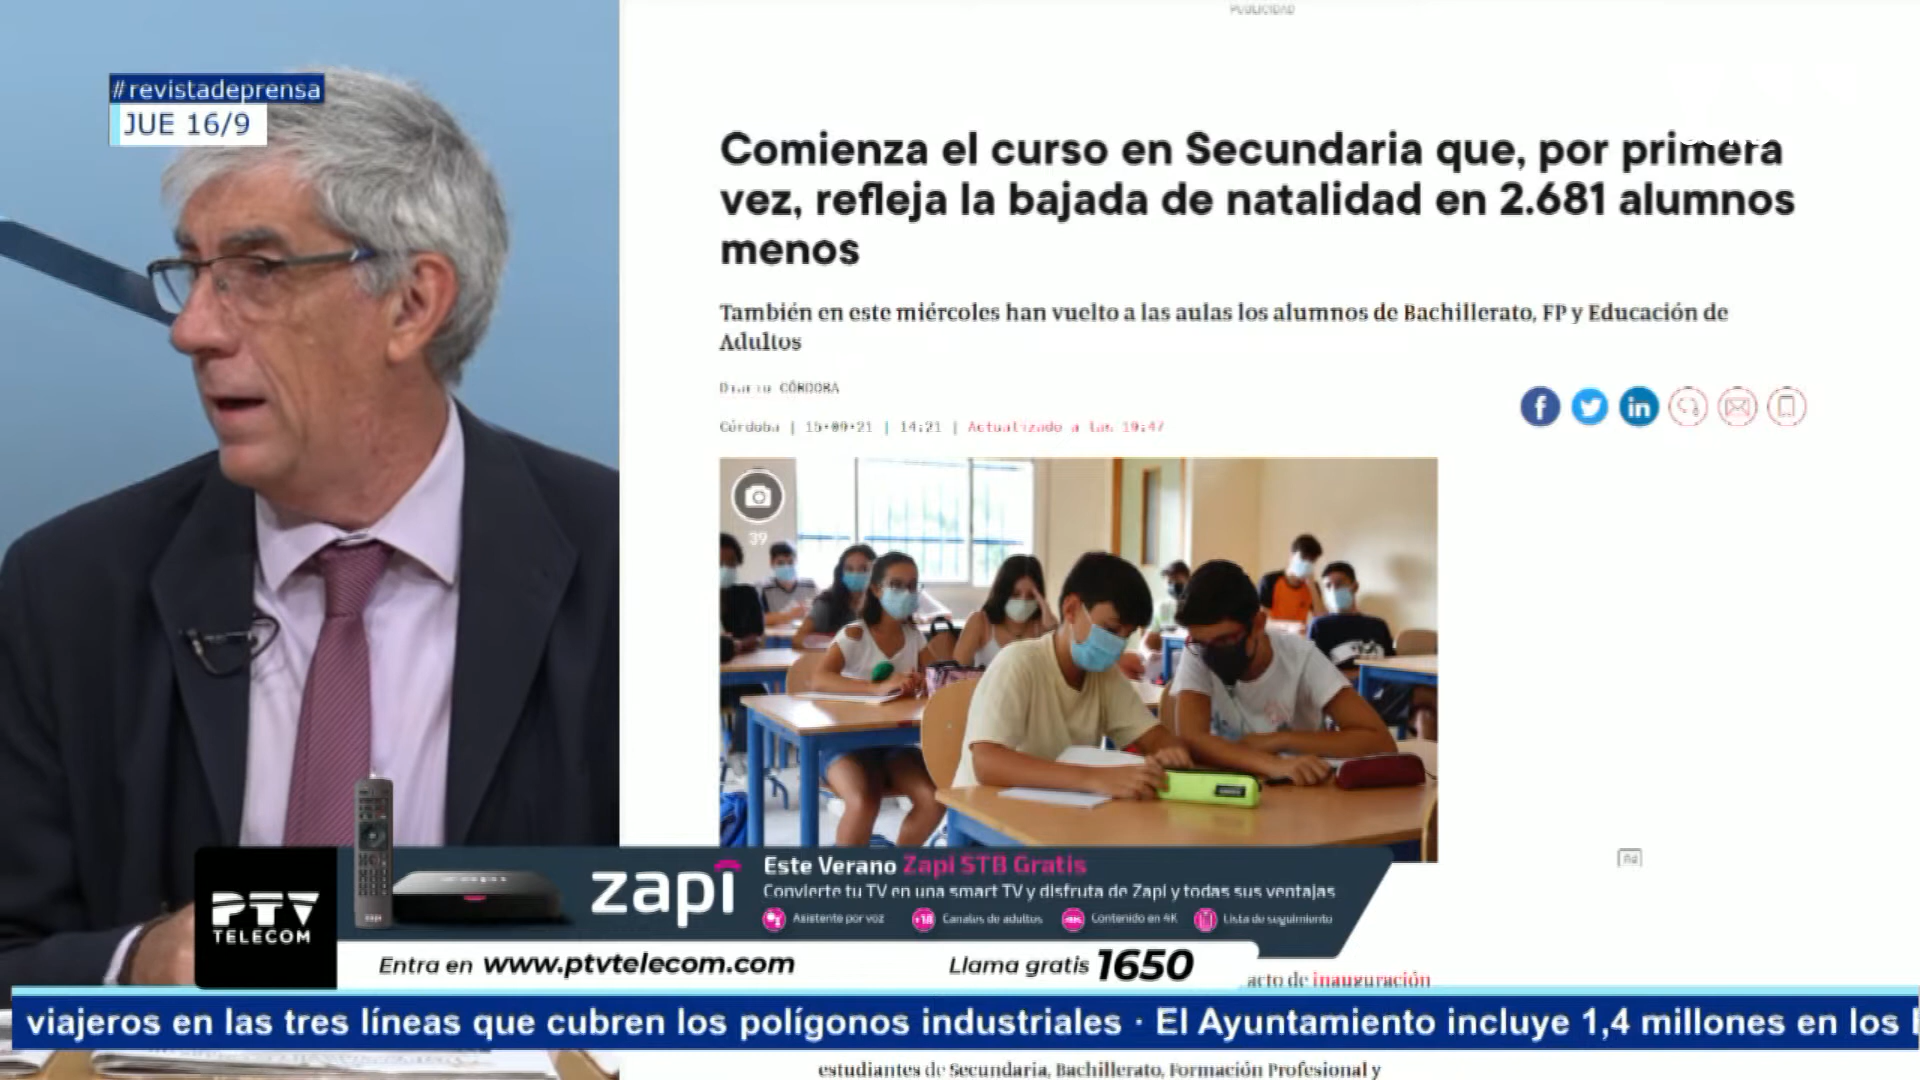 PUBLICIDAD
#revistadeprensa
JUE 16/9
Comienza el curso en Secundaria que, por primera
vez, refleja la bajada de natalidad en 2.681 alumnos
menos
También en este miércoles han vuelto a las aulas los alumnos de Bachillerato, FP y Educación de
Adultos
Diario CÓRDOBA
Córdoba | 15·09·21 | 14:21 | Actualizado a las 19:47
39
Ad
zapi
Este Verano Zapi STB Gratis
Convierte tu TV en una smart TV y disfruta de Zapi y todas sus ventajas
Asistente por voz
+18 Canales de adultos
4K Contenido en 4K
Lista de seguimiento
PTV
TELECOM
Entra en www.ptvtelecom.com
Llama gratis 1650
acto de inauguración
viajeros en las tres líneas que cubren los polígonos industriales · El Ayuntamiento incluye 1,4 millones en los
estudiantes de Secundaria, Bachillerato, Formación Profesional y